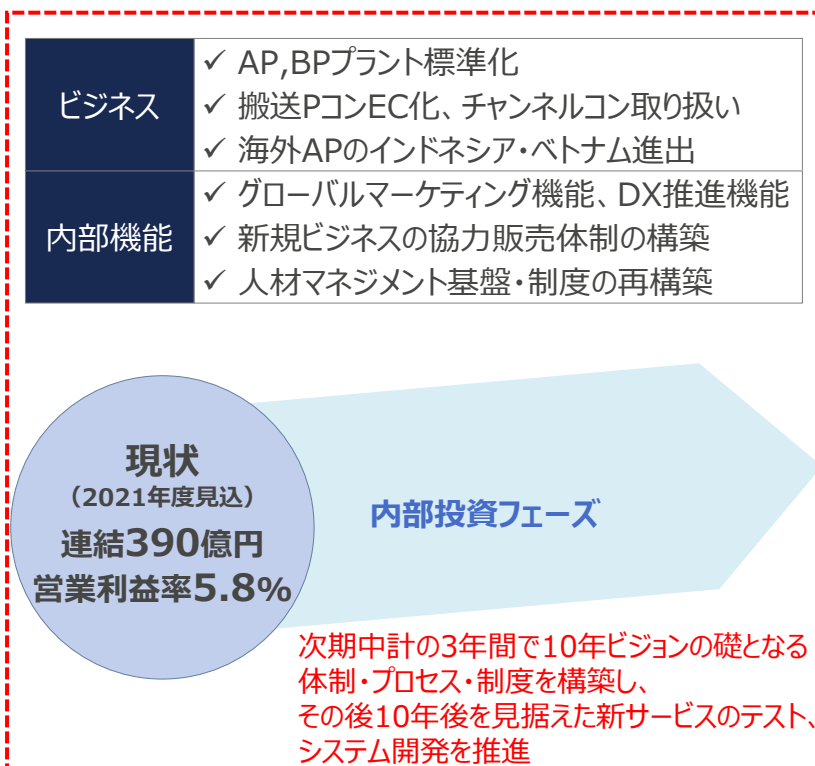 ビジネス
✓ AP,BPプラント標準化
✓ 搬送PコンEC化、チャンネルコン取り扱い
✓ 海外APのインドネシア・ベトナム進出
内部機能
✓ グローバルマーケティング機能、DX推進機能
✓ 新規ビジネスの協力販売体制の構築
✓ 人材マネジメント基盤・制度の再構築
現状
（2021年度見込）
連結390億円
営業利益率5.8%
内部投資フェーズ
次期中計の3年間で10年ビジョンの礎となる
体制・プロセス・制度を構築し、
その後10年後を見据えた新サービスのテスト、
システム開発を推進